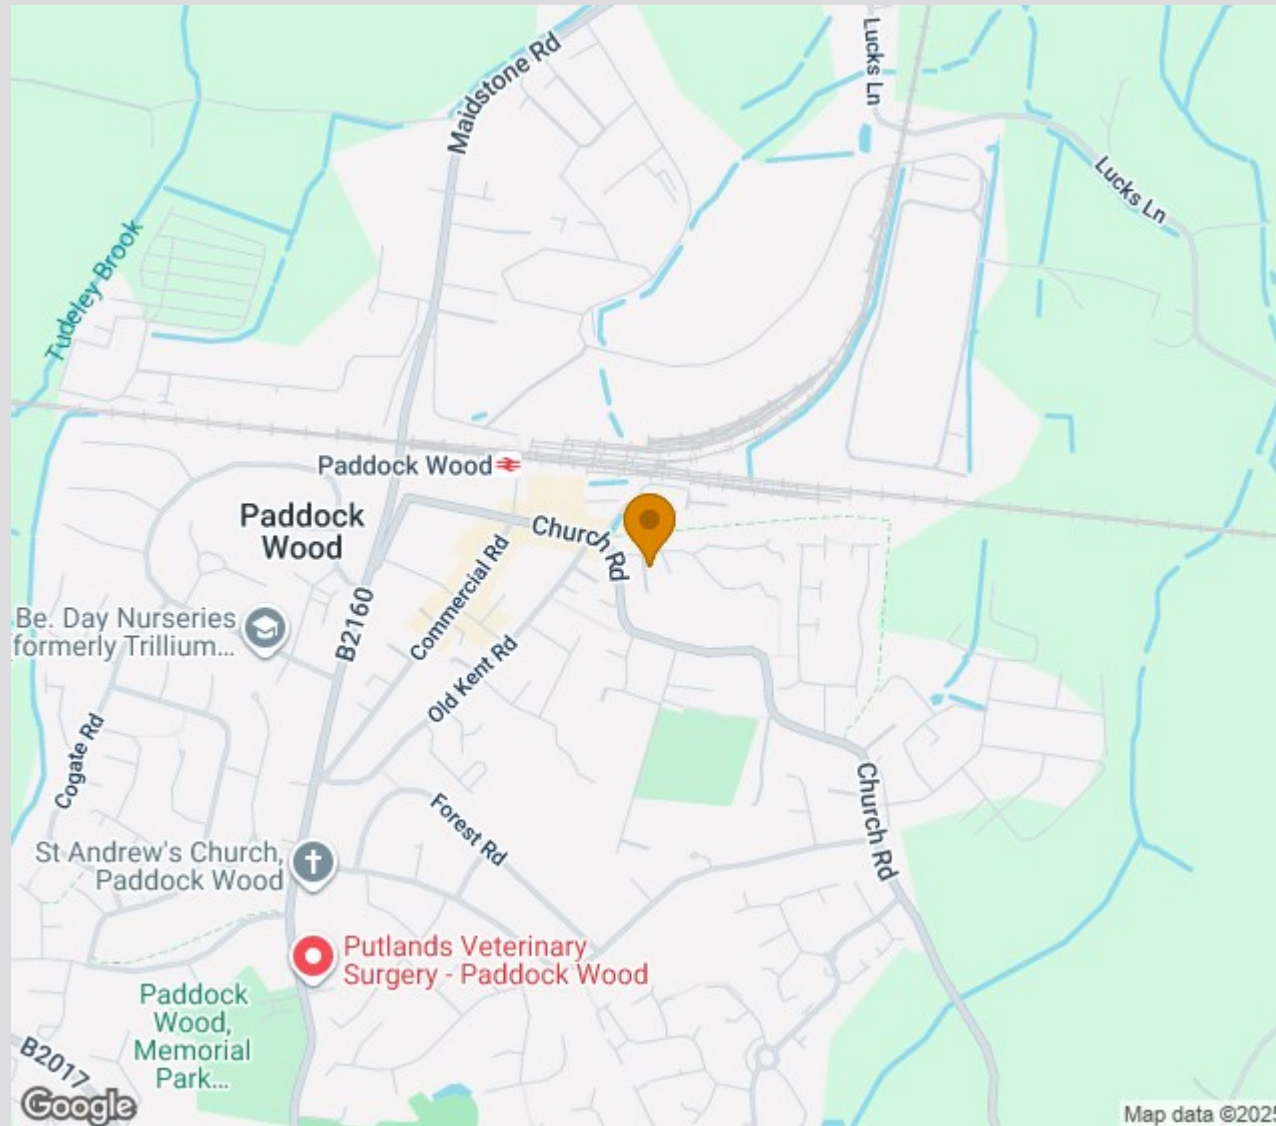 Maidstone Rd
Lucks Ln
Lucks Ln
Tudeley Brook
Paddock Wood
Paddock
Wood
Church Rd
Commercial Rd
B2160
Be. Day Nurseries
formerly Trillium...
Old Kent Rd
Cogate Rd
Forest Rd
Church Rd
St Andrew's Church,
Paddock Wood
Putlands Veterinary
Surgery - Paddock Wood
Paddock
Wood,
Memorial
Park...
B2017
Google
Map data ©2025